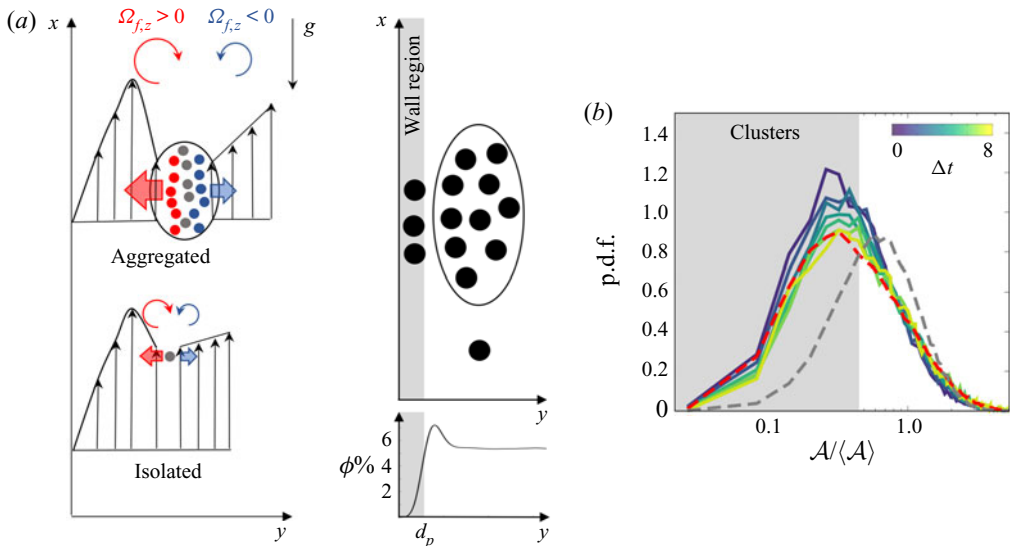 (a)
x
Ω_{f,z} > 0
Ω_{f,z} < 0
g
Aggregated
Isolated
y
x
Wall region
y
ϕ%
6
4
2
d_p
y
(b)
Clusters
0
8
Δt
p.d.f.
1.4
1.2
1.0
0.8
0.6
0.4
0.2
0
0.1
1.0
𝒜/⟨𝒜⟩